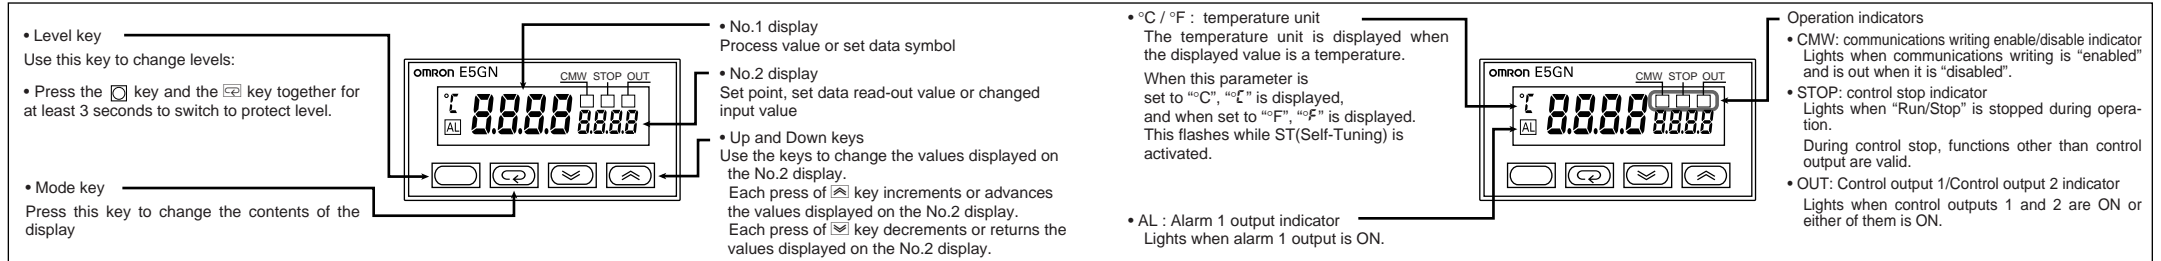 • Level key
Use this key to change levels:
• Press the key and the key together for
at least 3 seconds to switch to protect level.
• Mode key
Press this key to change the contents of the
display
OMRON E5GN
CMW STOP OUT
°C
AL
8.8.8.8
8.8.8.8
• No.1 display
Process value or set data symbol
• No.2 display
Set point, set data read-out value or changed
input value
• Up and Down keys
Use the keys to change the values displayed on
the No.2 display.
Each press of key increments or advances
the values displayed on the No.2 display.
Each press of key decrements or returns the
values displayed on the No.2 display.
• °C / °F : temperature unit
The temperature unit is displayed when
the displayed value is a temperature.
When this parameter is
set to “°C”, “°C” is displayed,
and when set to “°F”, “°F” is displayed.
This flashes while ST(Self-Tuning) is
activated.
• AL : Alarm 1 output indicator
Lights when alarm 1 output is ON.
OMRON E5GN
CMW STOP OUT
°C
AL
8.8.8.8
8.8.8.8
Operation indicators
• CMW: communications writing enable/disable indicator
Lights when communications writing is “enabled”
and is out when it is “disabled”.
• STOP: control stop indicator
Lights when “Run/Stop” is stopped during opera-
tion.
During control stop, functions other than control
output are valid.
• OUT: Control output 1/Control output 2 indicator
Lights when control outputs 1 and 2 are ON or
either of them is ON.